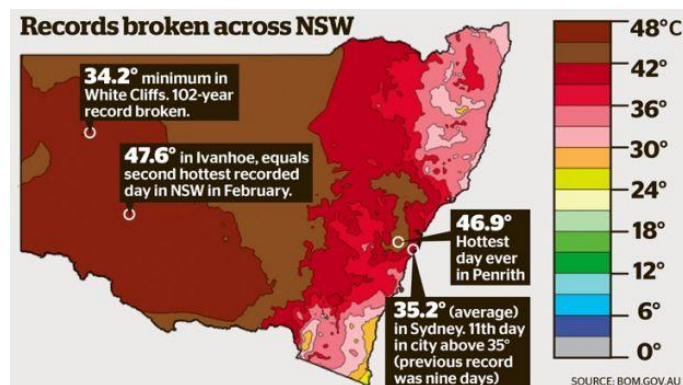 Records broken across NSW
34.2° minimum in
White Cliffs. 102-year
record broken.
47.6° in Ivanhoe, equals
second hottest recorded
day in NSW in February.
46.9°
Hottest
day ever
in Penrith
35.2° (average)
in Sydney. 11th day
in city above 35°
(previous record
was nine days)
48°C
42°
36°
30°
24°
18°
12°
6°
0°
SOURCE: BOM.GOV.AU